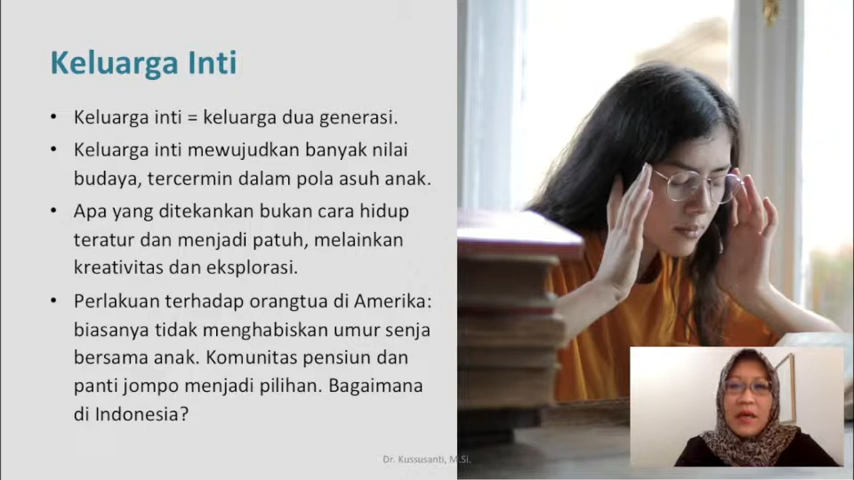 Keluarga Inti
• Keluarga inti = keluarga dua generasi.
• Keluarga inti mewujudkan banyak nilai
budaya, tercermin dalam pola asuh anak.
• Apa yang ditekankan bukan cara hidup
teratur dan menjadi patuh, melainkan
kreativitas dan eksplorasi.
• Perlakuan terhadap orangtua di Amerika:
biasanya tidak menghabiskan umur senja
bersama anak. Komunitas pensiun dan
panti jompo menjadi pilihan. Bagaimana
di Indonesia?
Dr. Kussusanti, M.Si.